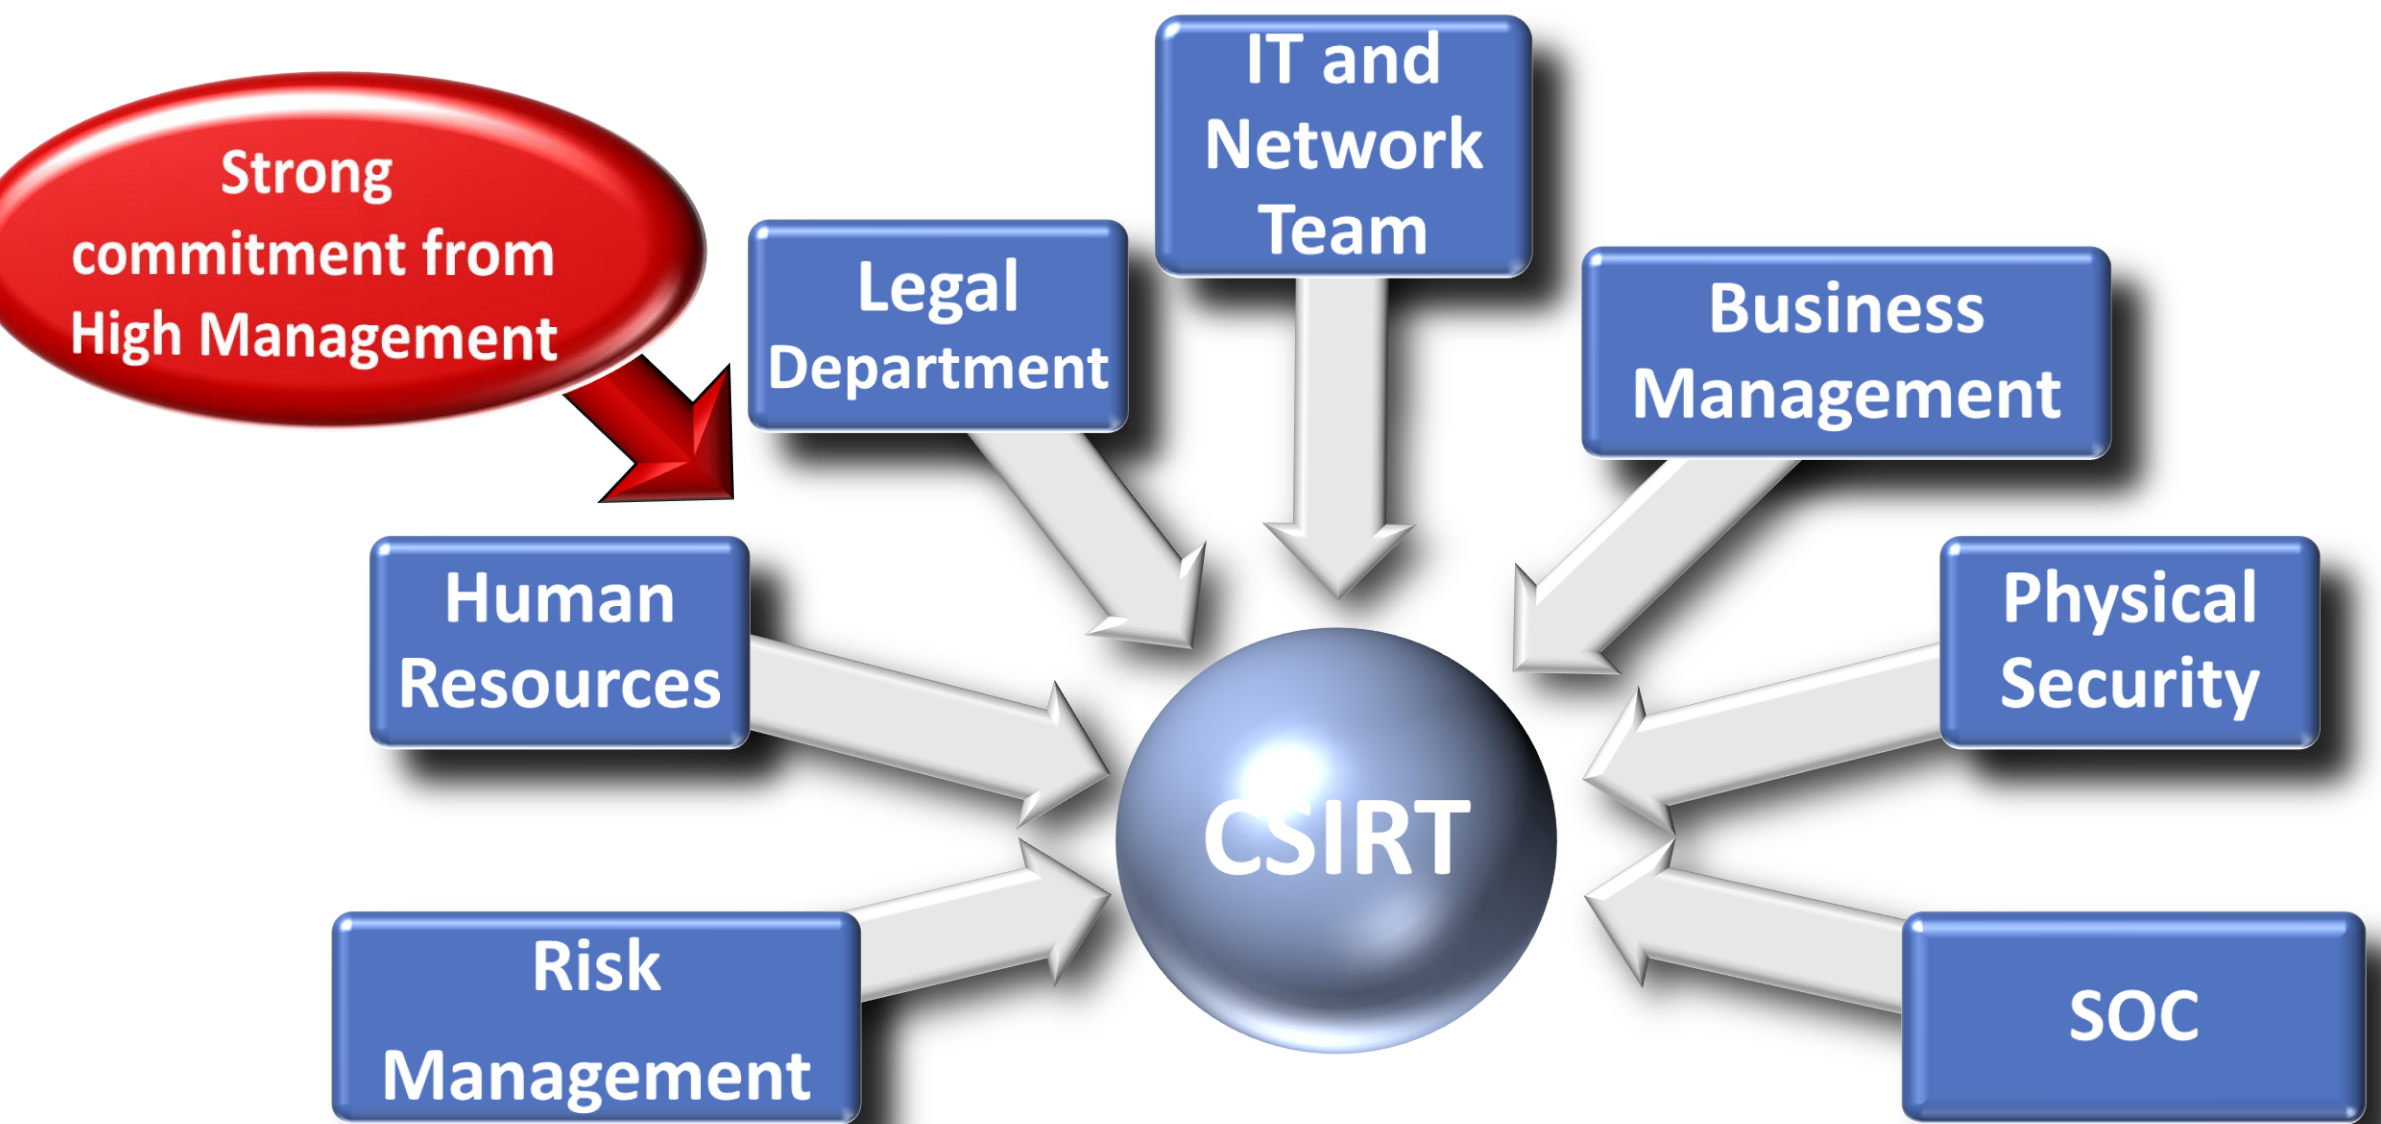 IT and
Network
Team
Strong
commitment from
High Management
Legal
Department
Business
Management
Human
Resources
Physical
Security
CSIRT
Risk
Management
SOC